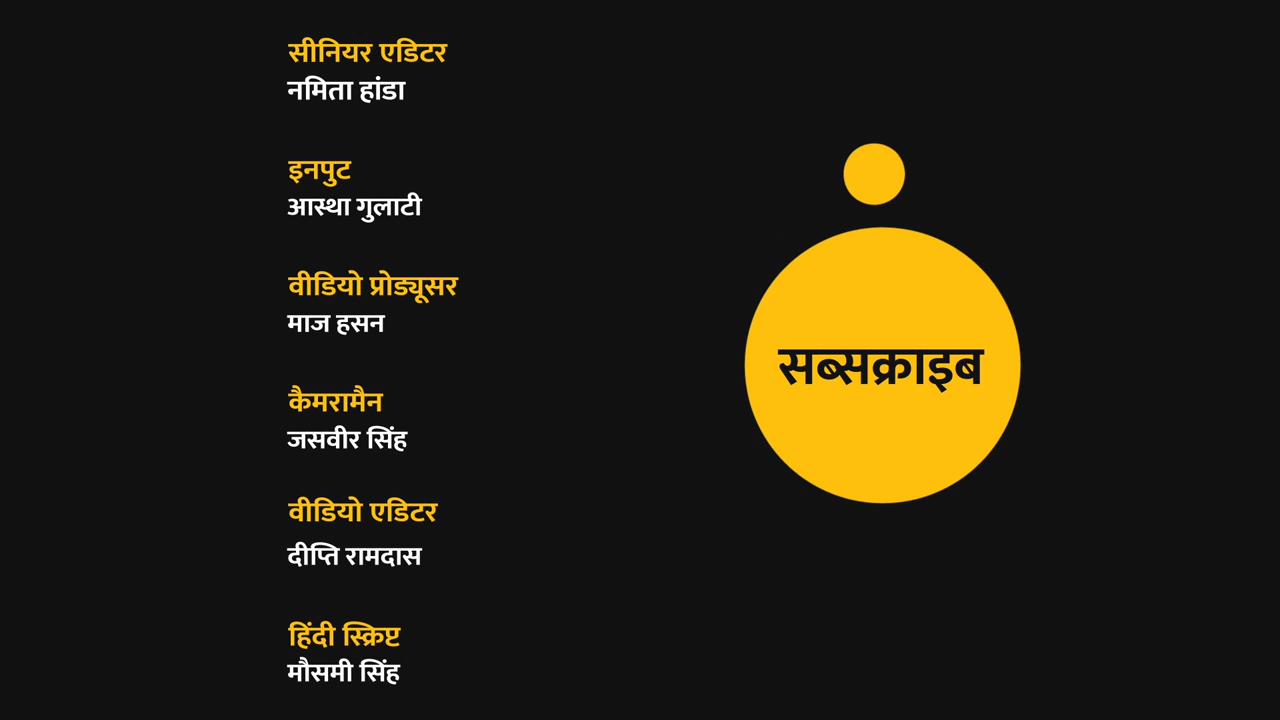 सीनियर एडिटर
नमिता हांडा
इनपुट
आस्था गुलाटी
वीडियो प्रोड्यूसर
माज हसन
कैमरामैन
जसवीर सिंह
वीडियो एडिटर
दीप्ति रामदास
हिंदी स्क्रिप्ट
मौसमी सिंह
सब्सक्राइब